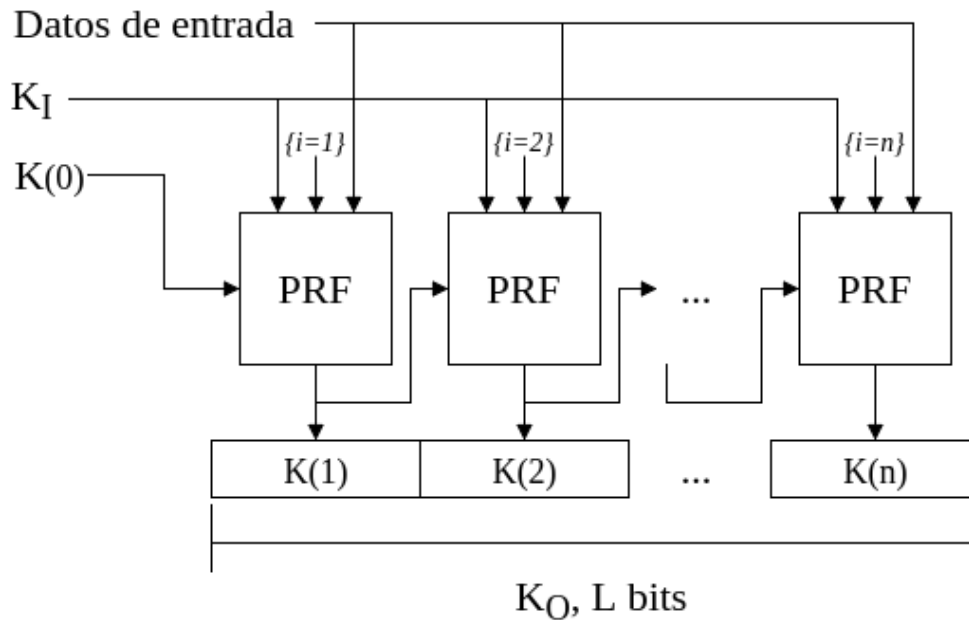 Datos de entrada
K_I
{i=1} {i=2} {i=n}
K(0)
PRF PRF ... PRF
K(1) K(2) ... K(n)
K_O, L bits